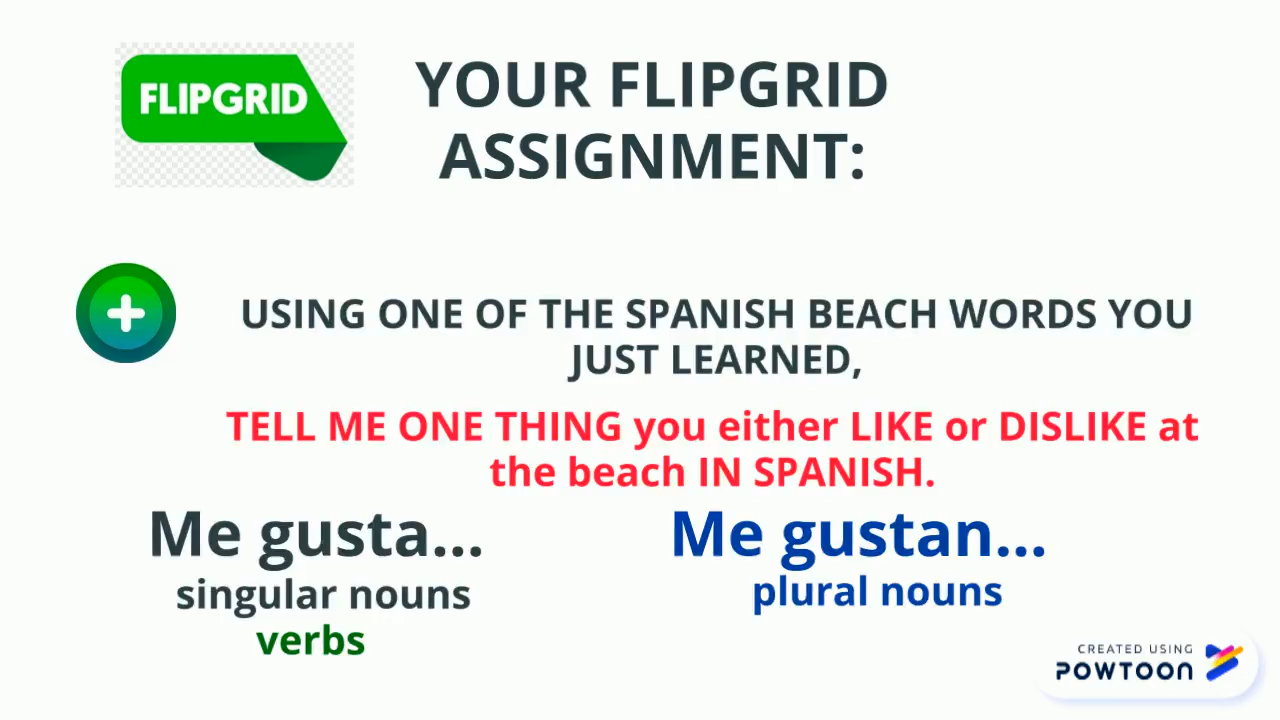 FLIPGRID
YOUR FLIPGRID
ASSIGNMENT:
USING ONE OF THE SPANISH BEACH WORDS YOU
JUST LEARNED,
TELL ME ONE THING you either LIKE or DISLIKE at
the beach IN SPANISH.
Me gusta...
singular nouns
verbs
Me gustan...
plural nouns
CREATED USING
POWTOON